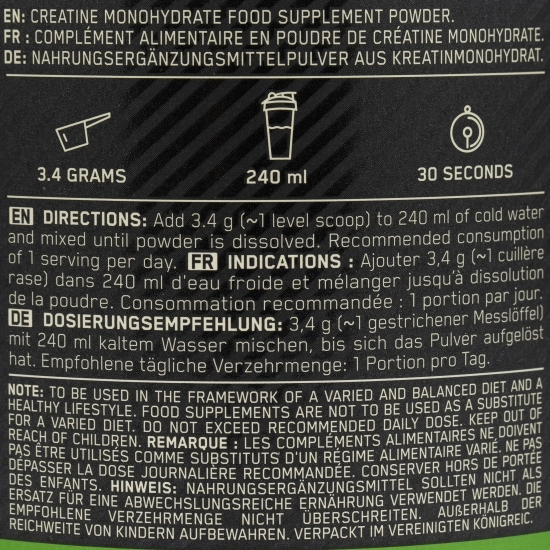 EN: CREATINE MONOHYDRATE FOOD SUPPLEMENT POWDER.
FR : COMPLÉMENT ALIMENTAIRE EN POUDRE DE CRÉATINE MONOHYDRATE.
DE: NAHRUNGSERGÄNZUNGSMITTELPULVER AUS KREATINMONOHYDRAT.
3.4 GRAMS
240 ml
30 SECONDS
EN DIRECTIONS: Add 3.4 g (~1 level scoop) to 240 ml of cold water
and mixed until powder is dissolved. Recommended consumption
of 1 serving per day. FR INDICATIONS : Ajouter 3,4 g (~1 cuillère
rase) dans 240 ml d'eau froide et mélanger jusqu'à dissolution
de la poudre. Consommation recommandée : 1 portion par jour.
DE DOSIERUNGSEMPFEHLUNG: 3,4 g (~1 gestrichener Messlöffel)
mit 240 ml kaltem Wasser mischen, bis sich das Pulver aufgelöst
hat. Empfohlene tägliche Verzehrmenge: 1 Portion pro Tag.
NOTE: TO BE USED IN THE FRAMEWORK OF A VARIED AND BALANCED DIET AND A
HEALTHY LIFESTYLE. FOOD SUPPLEMENTS ARE NOT TO BE USED AS A SUBSTITUTE
FOR A VARIED DIET. DO NOT EXCEED RECOMMENDED DAILY DOSE. KEEP OUT OF
REACH OF CHILDREN. REMARQUE : LES COMPLÉMENTS ALIMENTAIRES NE DOIVENT
PAS ÊTRE UTILISÉS COMME SUBSTITUTS D'UN RÉGIME ALIMENTAIRE VARIÉ. NE PAS
DÉPASSER LA DOSE JOURNALIÈRE RECOMMANDÉE. CONSERVER HORS DE PORTÉE
DES ENFANTS. HINWEIS: NAHRUNGSERGÄNZUNGSMITTEL SOLLTEN NICHT ALS
ERSATZ FÜR EINE ABWECHSLUNGSREICHE ERNÄHRUNG VERWENDET WERDEN. DIE
EMPFOHLENE VERZEHRMENGE NICHT ÜBERSCHREITEN. AUSSERHALB DER
REICHWEITE VON KINDERN AUFBEWAHREN. VERPACKT IM VEREINIGTEN KÖNIGREIC.